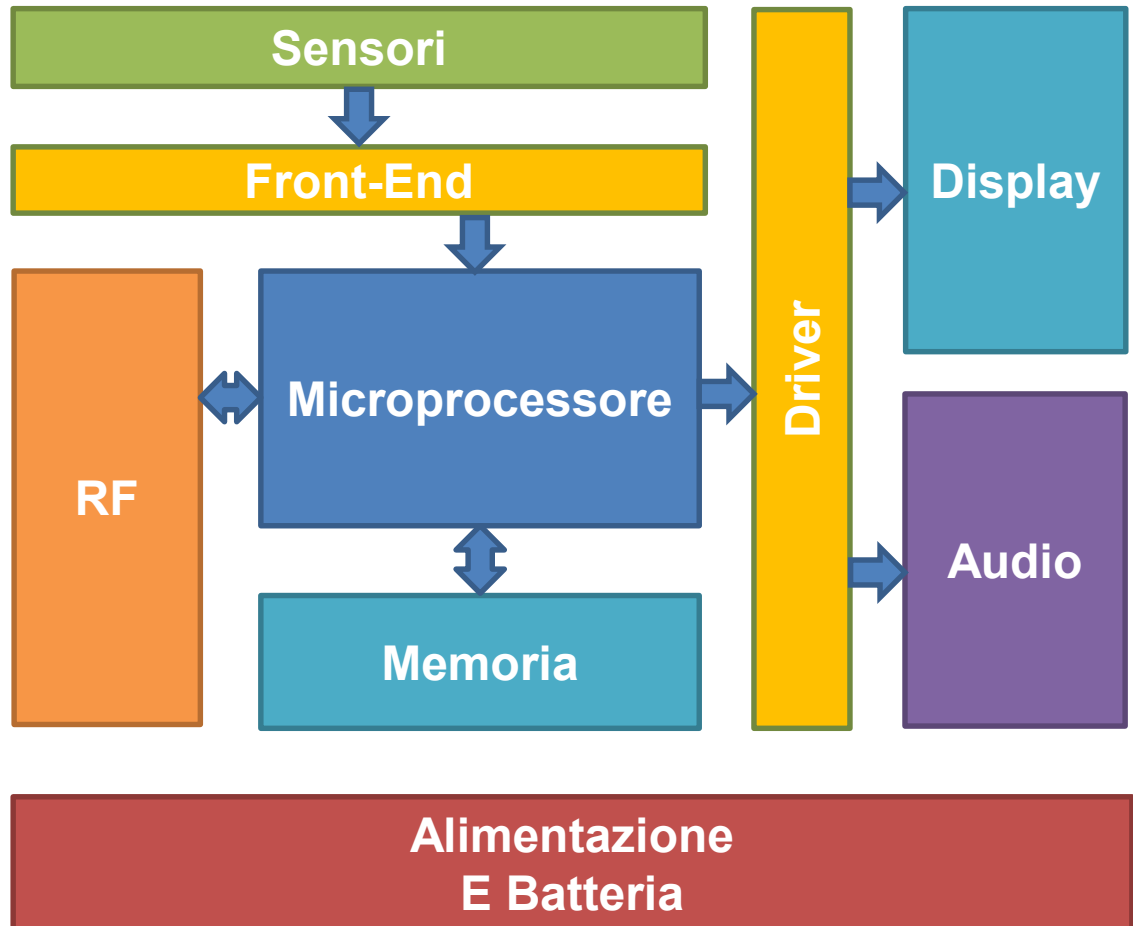 Sensori
Front-End
Display
Driver
Microprocessore
RF
Audio
Memoria
Alimentazione
E Batteria